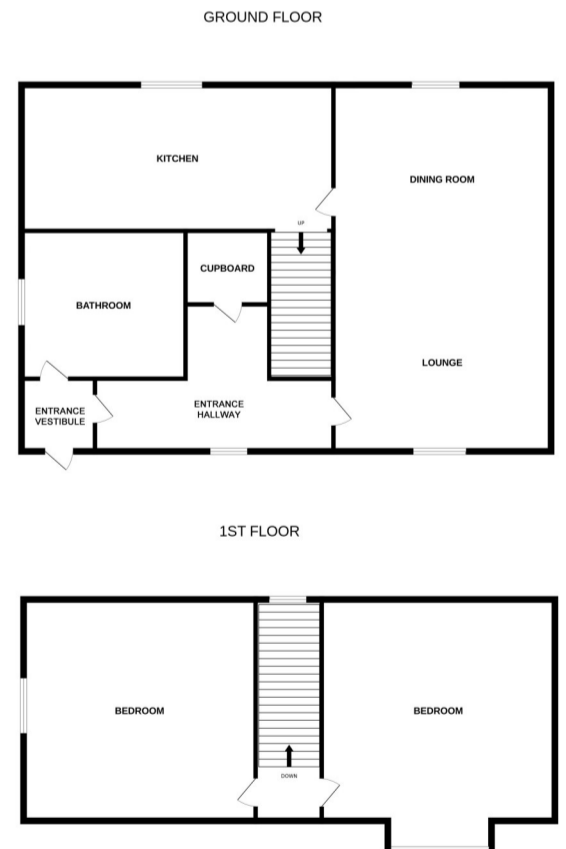 GROUND FLOOR
KITCHEN
DINING ROOM
UP
CUPBOARD
BATHROOM
LOUNGE
ENTRANCE
VESTIBULE
ENTRANCE
HALLWAY
1ST FLOOR
BEDROOM
BEDROOM
DOWN